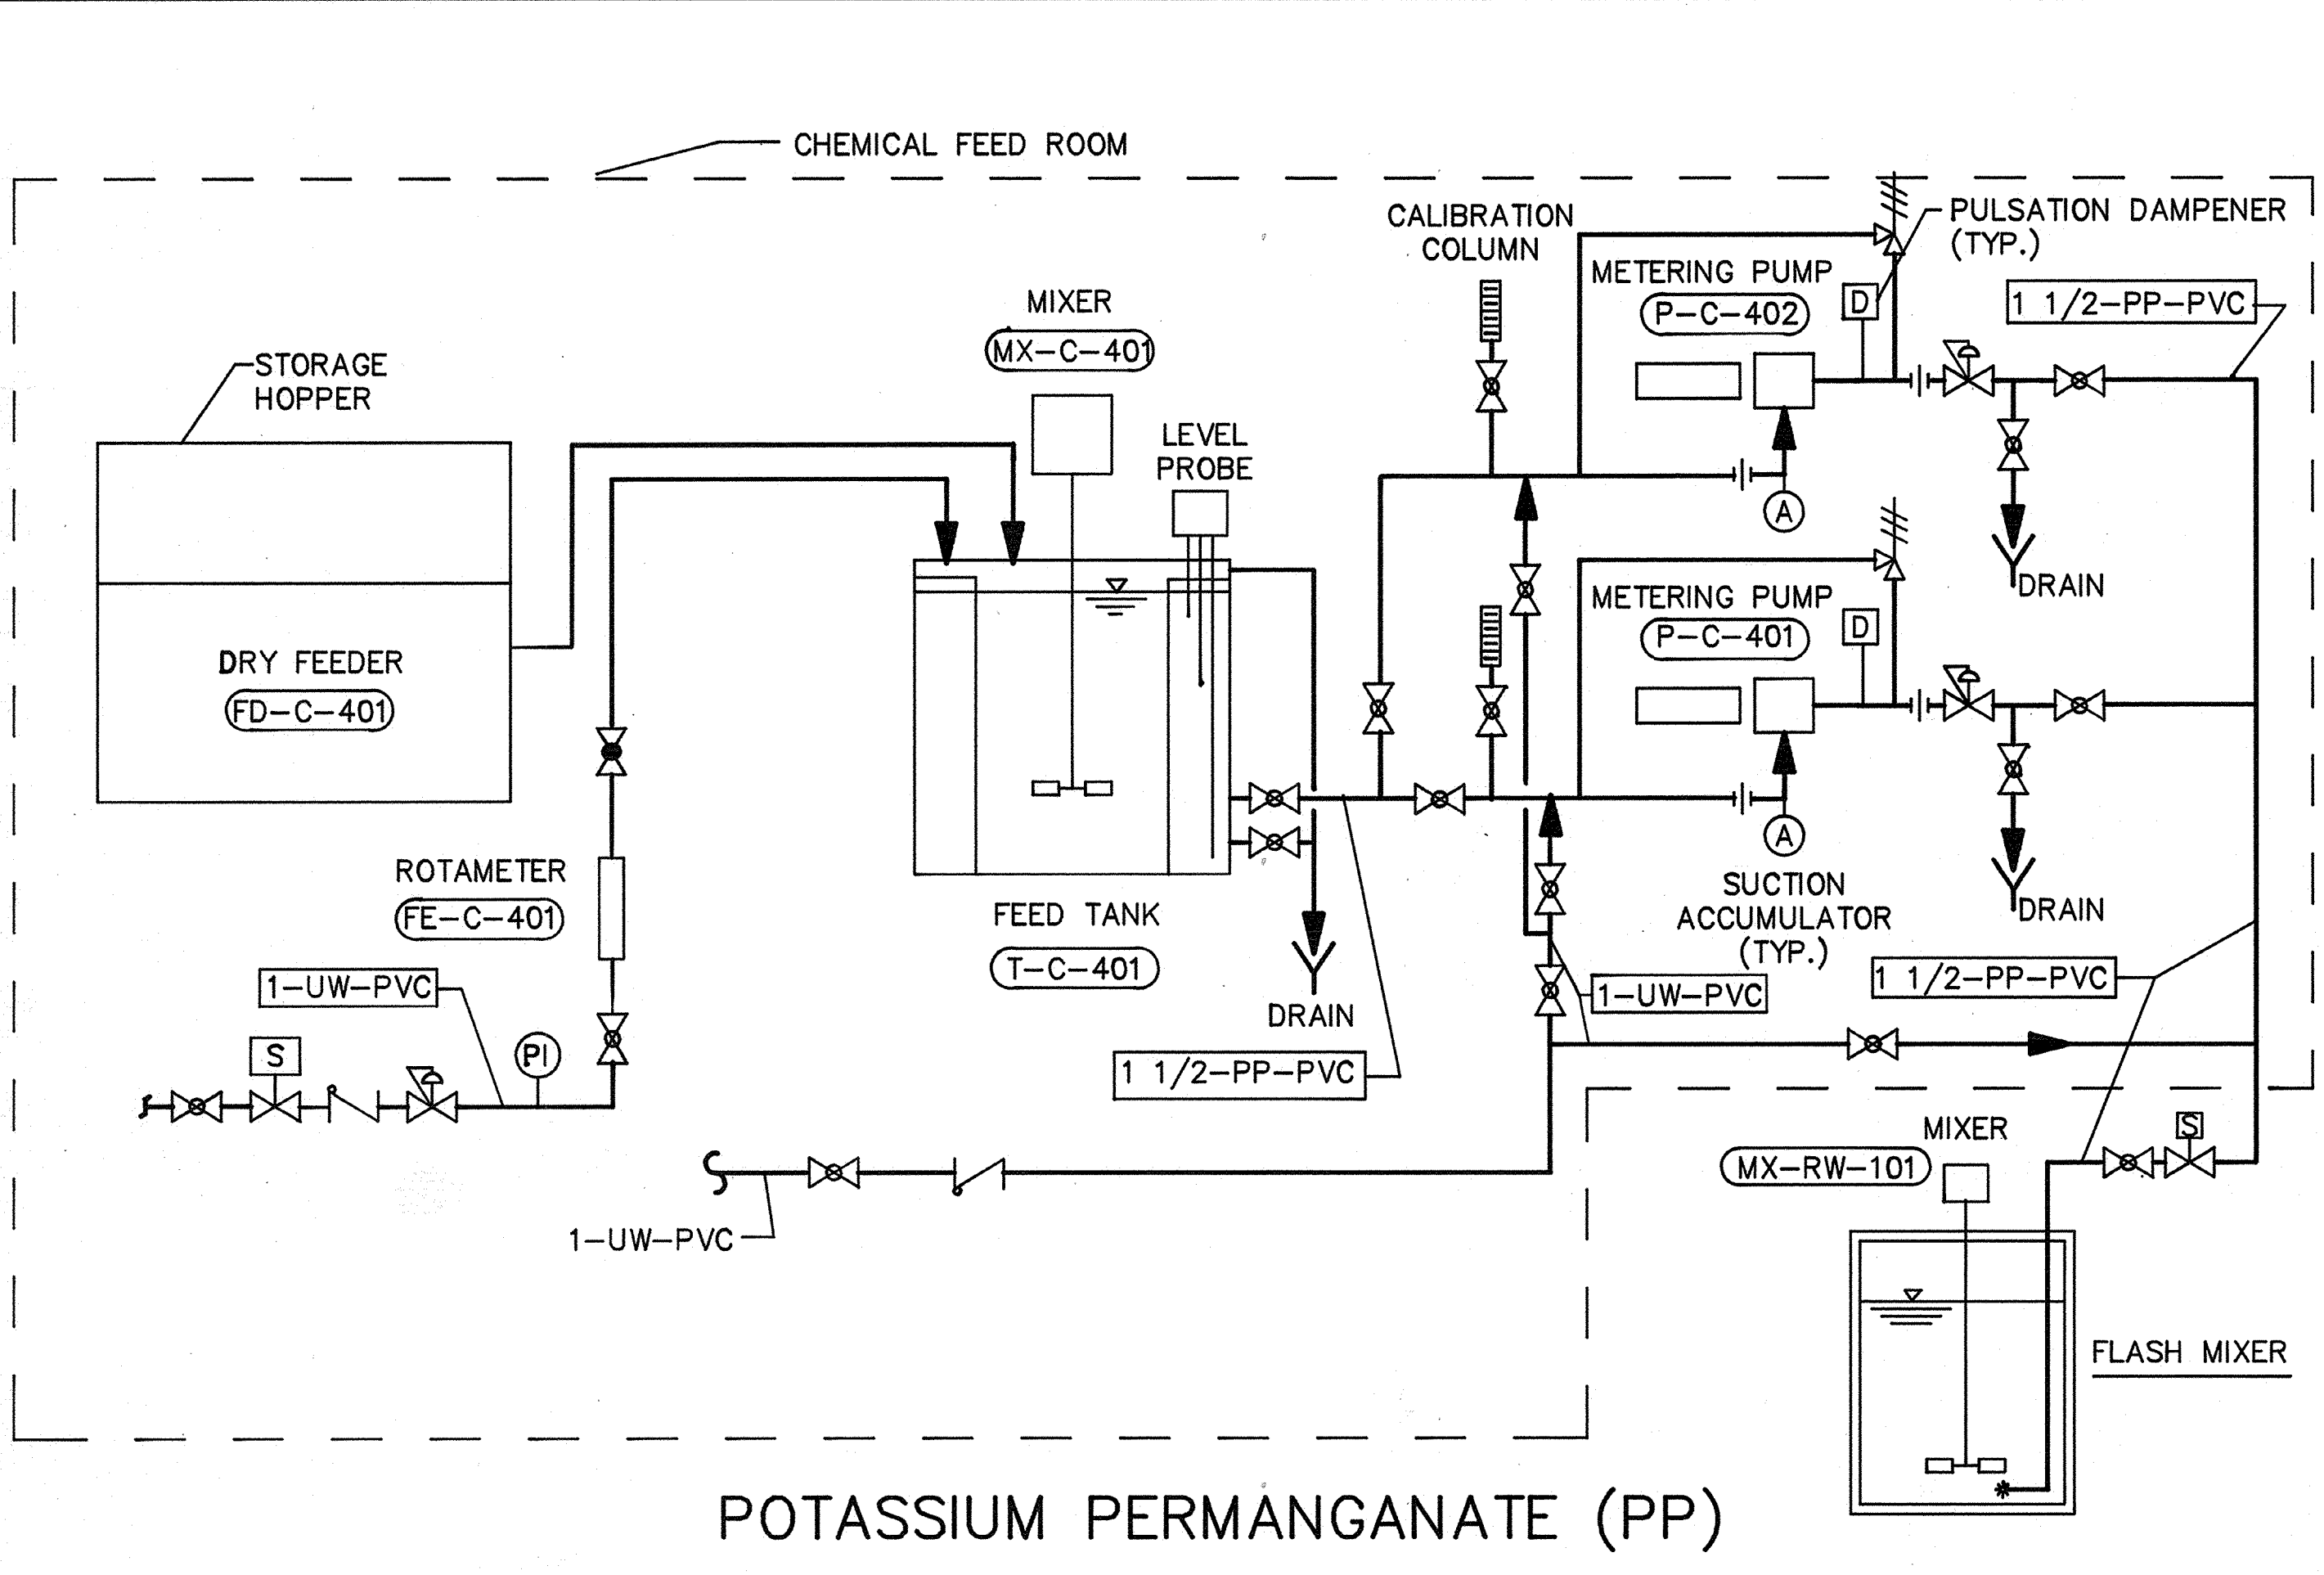 CHEMICAL FEED ROOM
CALIBRATION
COLUMN
PULSATION DAMPENER
(TYP.)
METERING PUMP
P-C-402
D
1 1/2-PP-PVC
MIXER
MX-C-401
STORAGE
HOPPER
LEVEL
PROBE
A
DRAIN
METERING PUMP
P-C-401
D
DRY FEEDER
FD-C-401
A
ROTAMETER
FE-C-401
FEED TANK
T-C-401
SUCTION
ACCUMULATOR
(TYP.)
DRAIN
1-UW-PVC
1-UW-PVC
1 1/2-PP-PVC
DRAIN
S
PI
1 1/2-PP-PVC
MIXER
MX-RW-101
S
1-UW-PVC
FLASH MIXER
POTASSIUM PERMANGANATE (PP)